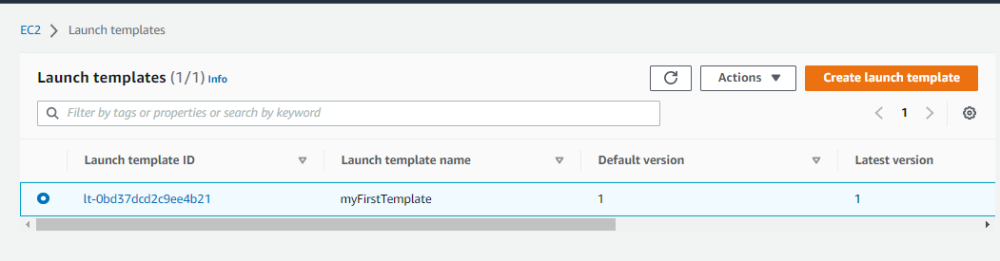 EC2 > Launch templates
Launch templates (1/1) Info Actions Create launch template
Filter by tags or properties or search by keyword 1
Launch template ID Launch template name Default version Latest version
lt-0bd37dcd2c9ee4b21 myFirstTemplate 1 1